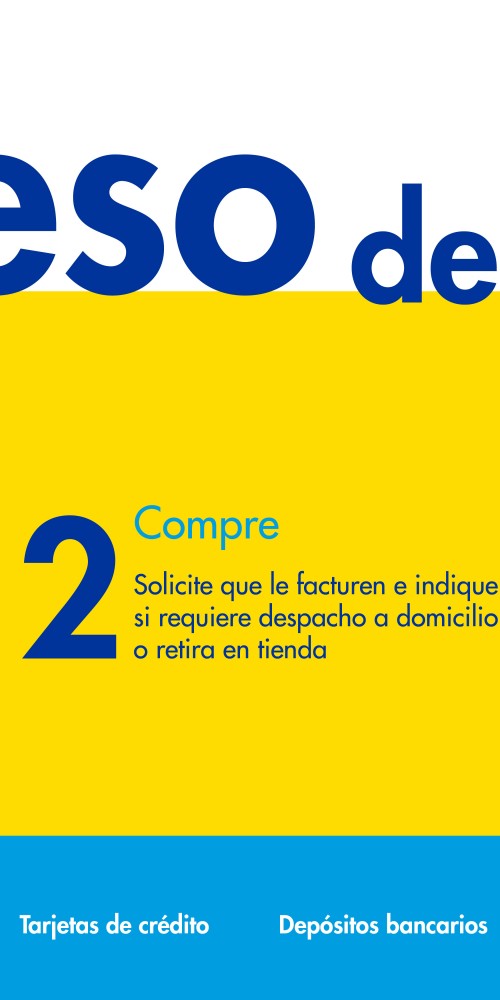 eso de
2
Compre
Solicite que le facturen e indique
si requiere despacho a domicilio
o retira en tienda
Tarjetas de crédito
Depósitos bancarios